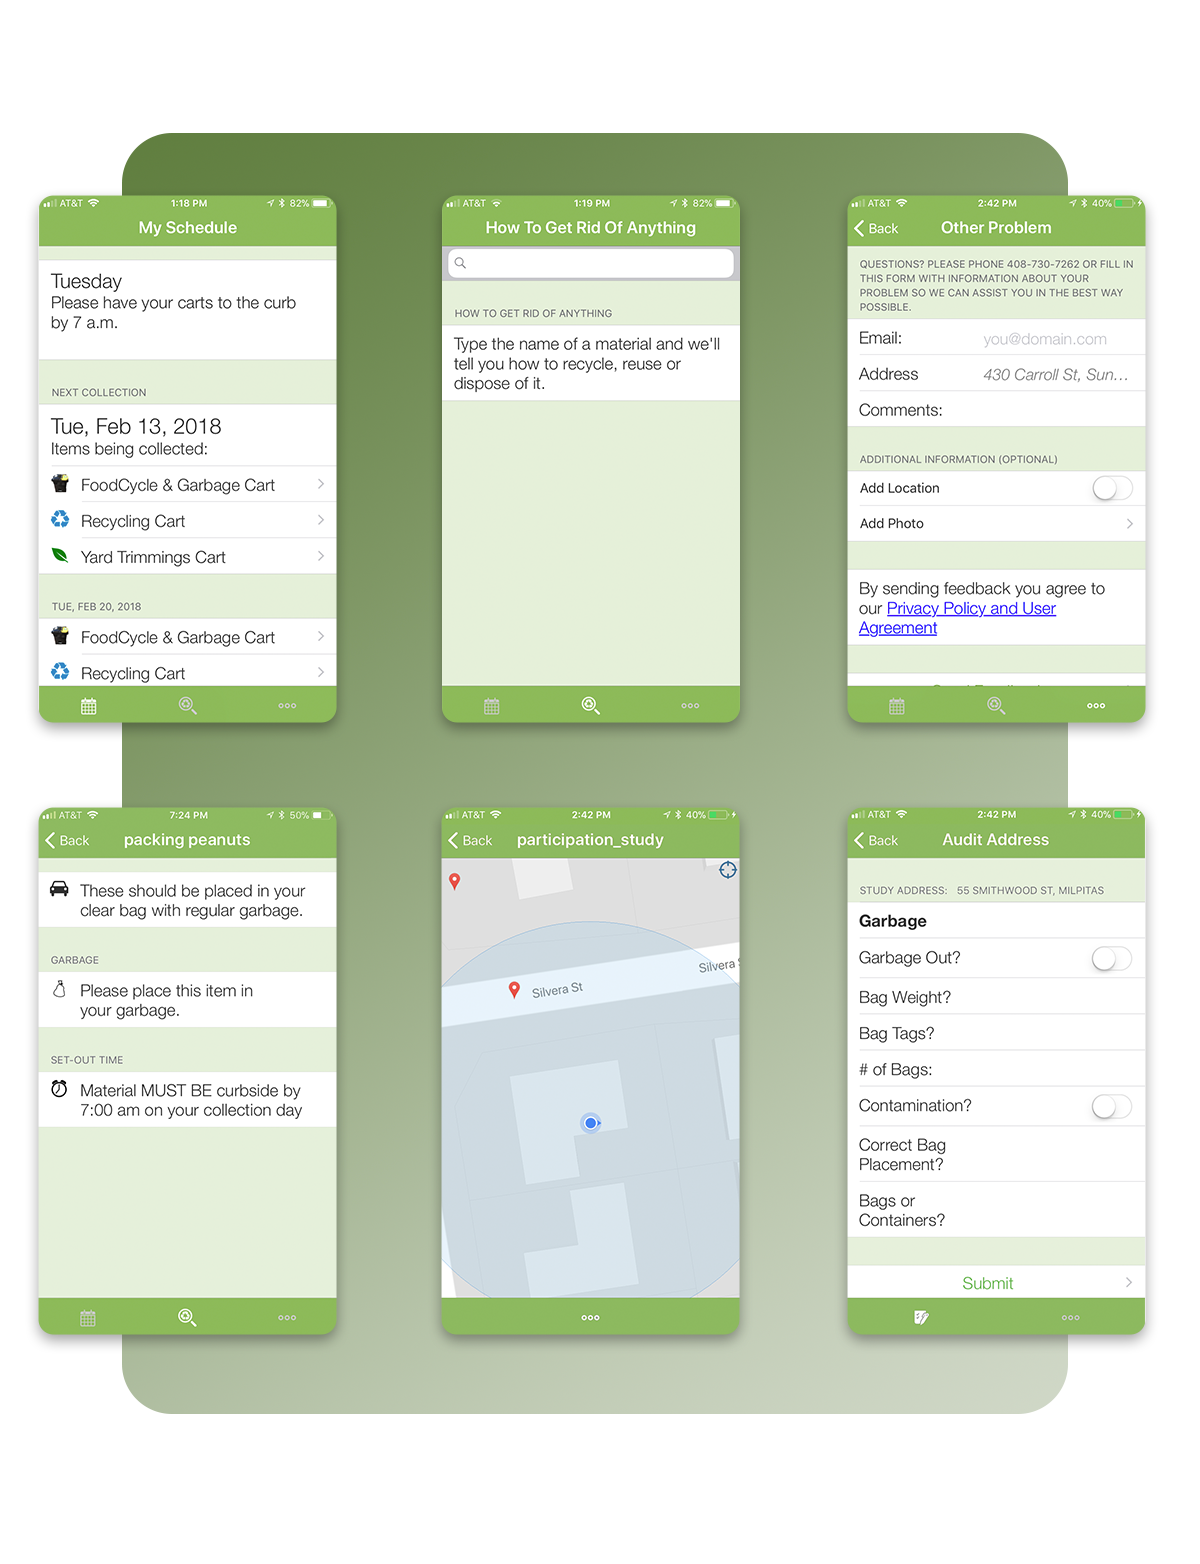 AT&T 1:18 PM 82%
My Schedule
Tuesday
Please have your carts to the curb
by 7 a.m.
NEXT COLLECTION
Tue, Feb 13, 2018
Items being collected:
FoodCycle & Garbage Cart
Recycling Cart
Yard Trimmings Cart
TUE, FEB 20, 2018
FoodCycle & Garbage Cart
Recycling Cart
AT&T 1:19 PM 82%
How To Get Rid Of Anything
HOW TO GET RID OF ANYTHING
Type the name of a material and we'll
tell you how to recycle, reuse or
dispose of it.
AT&T 2:42 PM 40%
Back Other Problem
QUESTIONS? PLEASE PHONE 408-730-7262 OR FILL IN
THIS FORM WITH INFORMATION ABOUT YOUR
PROBLEM SO WE CAN ASSIST YOU IN THE BEST WAY
POSSIBLE.
Email: you@domain.com
Address 430 Carroll St, Sun...
Comments:
ADDITIONAL INFORMATION (OPTIONAL)
Add Location
Add Photo
By sending feedback you agree to
our Privacy Policy and User
Agreement
AT&T 7:24 PM 50%
Back packing peanuts
These should be placed in your
clear bag with regular garbage.
GARBAGE
Please place this item in
your garbage.
SET-OUT TIME
Material MUST BE curbside by
7:00 am on your collection day
AT&T 2:42 PM 40%
Back participation_study
Silvera S
Silvera St
AT&T 2:42 PM 40%
Back Audit Address
STUDY ADDRESS: 55 SMITHWOOD ST, MILPITAS
Garbage
Garbage Out?
Bag Weight?
Bag Tags?
# of Bags:
Contamination?
Correct Bag
Placement?
Bags or
Containers?
Submit